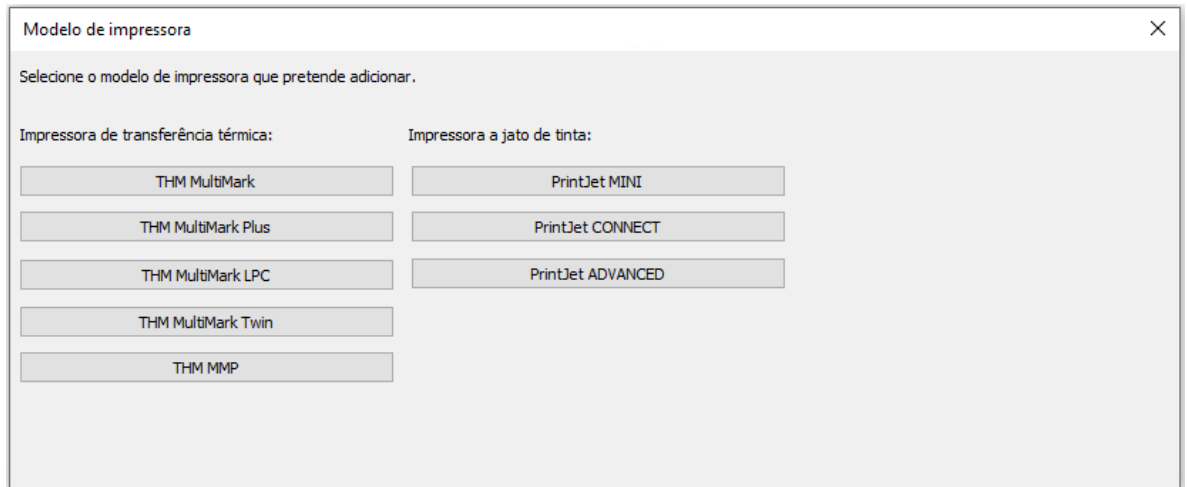 Modelo de impressora
Selecione o modelo de impressora que pretende adicionar.
Impressora de transferência térmica:
THM MultiMark
THM MultiMark Plus
THM MultiMark LPC
THM MultiMark Twin
THM MMP
Impressora a jato de tinta:
PrintJet MINI
PrintJet CONNECT
PrintJet ADVANCED